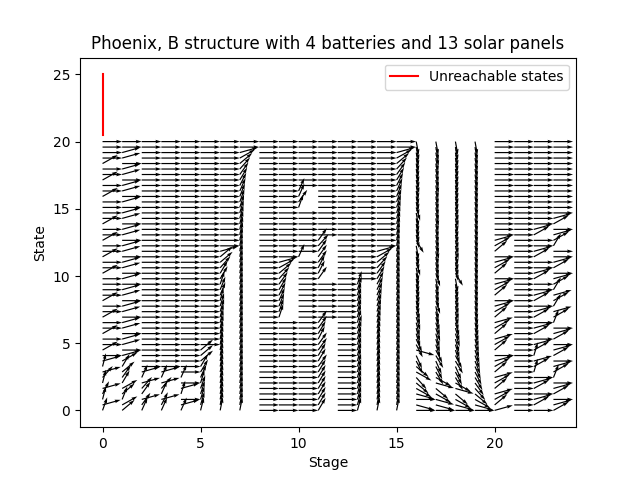 Phoenix, B structure with 4 batteries and 13 solar panels
Unreachable states
25
20
15
10
5
0
State
0 5 10 15 20
Stage